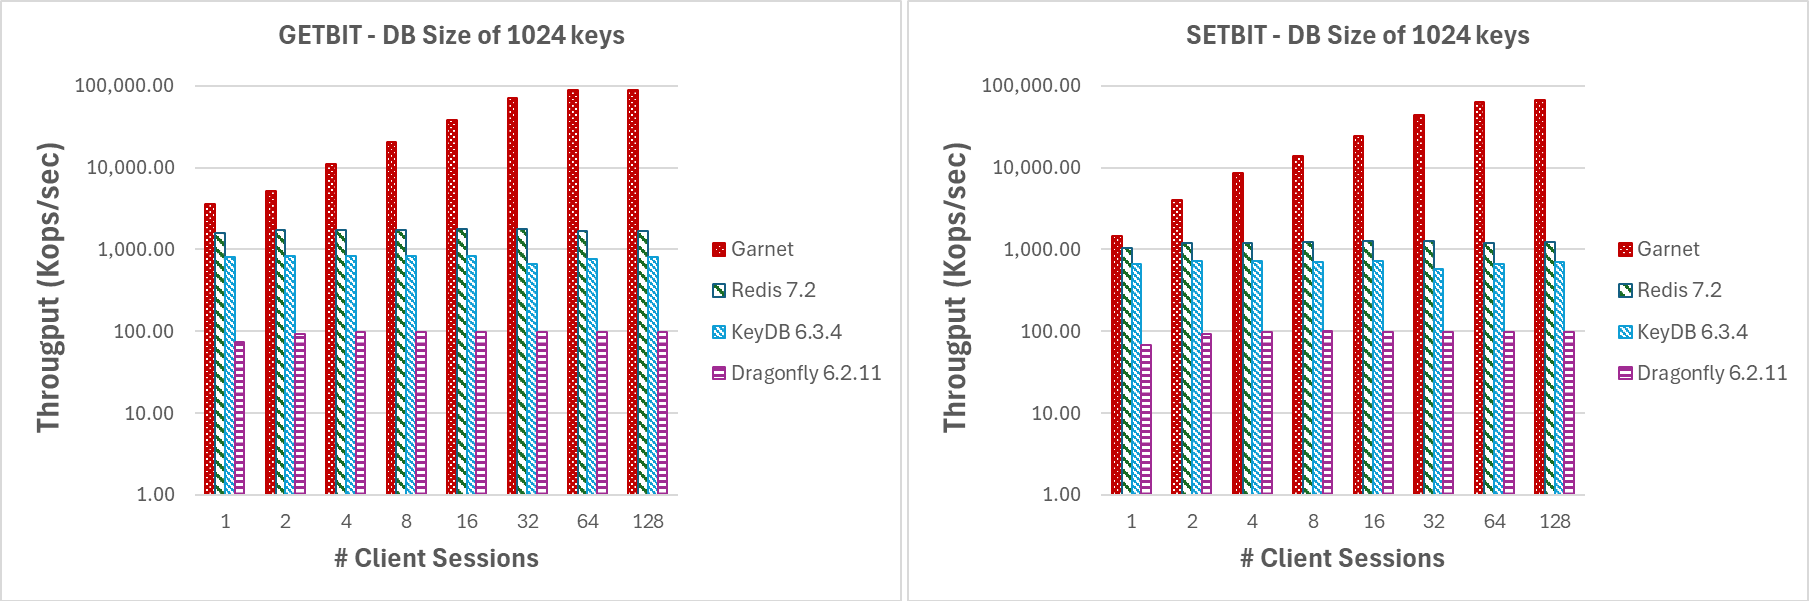 GETBIT - DB Size of 1024 keys
100,000.00
10,000.00
1,000.00
100.00
10.00
1.00
Througput (Kops/sec)
1 2 4 8 16 32 64 128
# Client Sessions
Garnet
Redis 7.2
KeyDB 6.3.4
Dragonfly 6.2.11
SETBIT - DB Size of 1024 keys
100,000.00
10,000.00
1,000.00
100.00
10.00
1.00
Througput (Kops/sec)
1 2 4 8 16 32 64 128
# Client Sessions
Garnet
Redis 7.2
KeyDB 6.3.4
Dragonfly 6.2.11